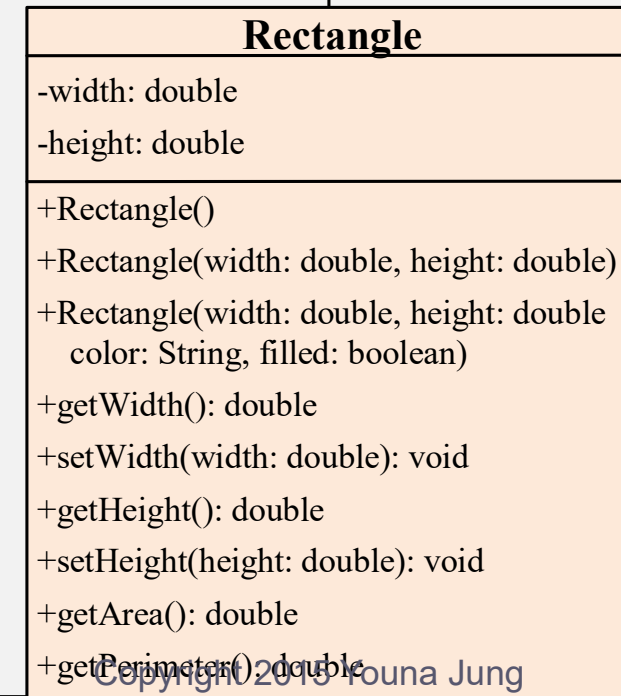 Rectangle
-width: double
-height: double
+Rectangle()
+Rectangle(width: double, height: double)
+Rectangle(width: double, height: double
color: String, filled: boolean)
+getWidth(): double
+setWidth(width: double): void
+getHeight(): double
+setHeight(height: double): void
+getArea(): double
+getPerimeter(): double
Copyright 2015 Youna Jung